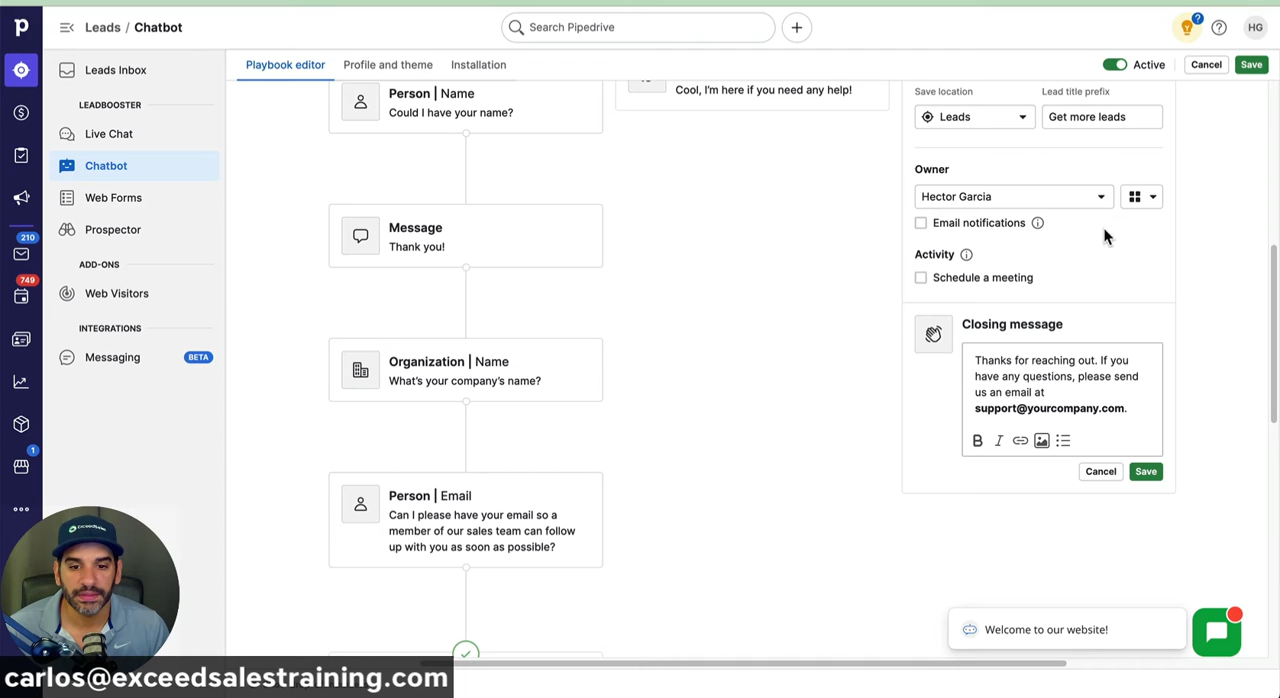 p
Leads / Chatbot
Search Pipedrive
+
?
?
HG
Leads Inbox
LEADBOOSTER
Live Chat
Chatbot
Web Forms
Prospector
ADD-ONS
Web Visitors
INTEGRATIONS
Messaging
BETA
210
749
1
Playbook editor
Profile and theme
Installation
Active
Cancel
Save
Person | Name
Could I have your name?
Message
Thank you!
Organization | Name
What's your company's name?
Person | Email
Can I please have your email so a
member of our sales team can follow
up with you as soon as possible?
Cool, I'm here if you need any help!
Save location
Lead title prefix
Leads
Get more leads
Owner
Hector Garcia
Email notifications
Activity
Schedule a meeting
Closing message
Thanks for reaching out. If you
have any questions, please send
us an email at
support@yourcompany.com.
B I
Cancel
Save
Welcome to our website!
carlos@exceedsalestraining.com